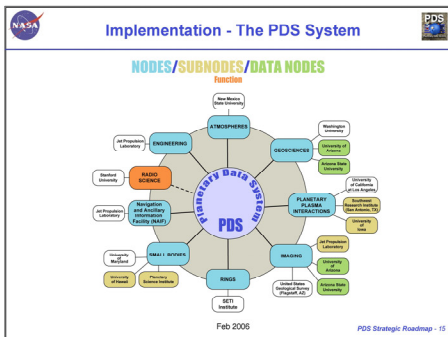 NASA
Implementation - The PDS System
PDS
NODES/SUBNODES/DATA NODES
Function
New Mexico
State University
ATMOSPHERES
Jet Propulsion
Laboratory
ENGINEERING
Washington
University
GEOSCIENCES
University of
Arizona
Arizona State
University
Stanford
University
RADIO
SCIENCE
Jet Propulsion
Laboratory
Navigation
and Ancillary
Information
Facility (NAIF)
Planetary Data System
PDS
PLANETARY
PLASMA
INTERACTIONS
University
of California
at Los Angeles
Southwest
Research Institute
(San Antonio, TX)
University
of Iowa
University
of
Maryland
SMALL BODIES
University
of Hawaii
Planetary
Science Institute
RINGS
SETI
Institute
IMAGING
Jet Propulsion
Laboratory
University
of
Arizona
United States
Geological Survey
(Flagstaff, AZ)
Arizona State
University
Feb 2006
PDS Strategic Roadmap - 15